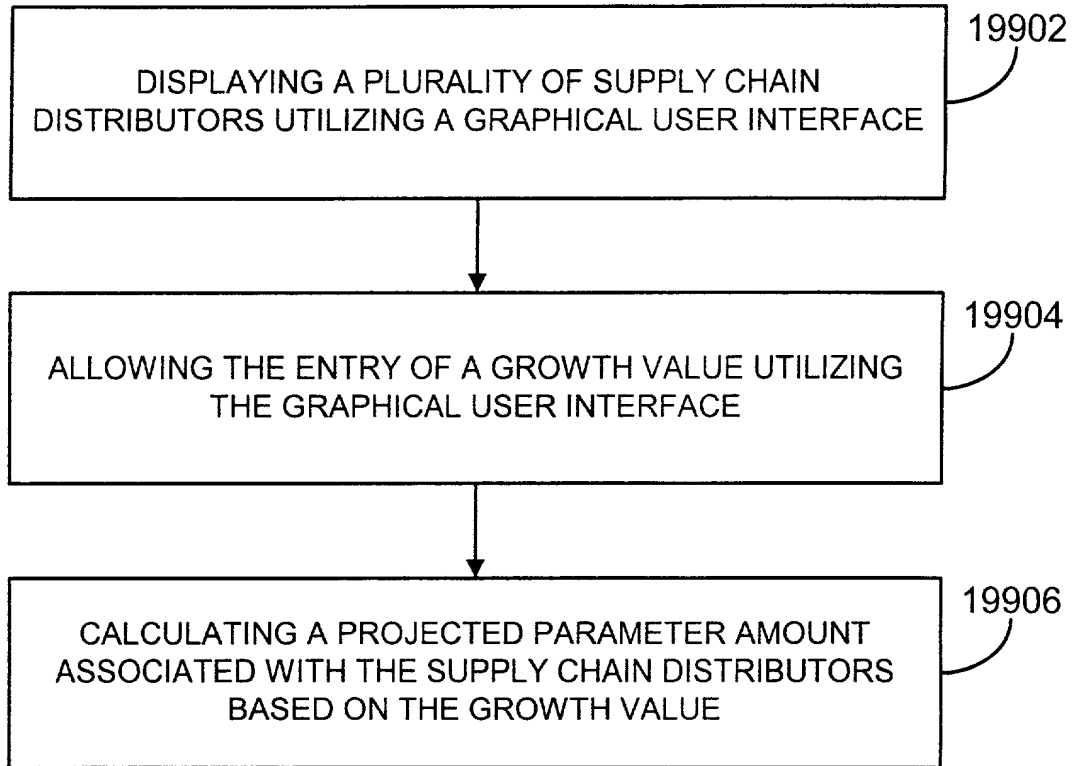 19902
DISPLAYING A PLURALITY OF SUPPLY CHAIN
DISTRIBUTORS UTILIZING A GRAPHICAL USER INTERFACE
19904
ALLOWING THE ENTRY OF A GROWTH VALUE UTILIZING
THE GRAPHICAL USER INTERFACE
19906
CALCULATING A PROJECTED PARAMETER AMOUNT
ASSOCIATED WITH THE SUPPLY CHAIN DISTRIBUTORS
BASED ON THE GROWTH VALUE